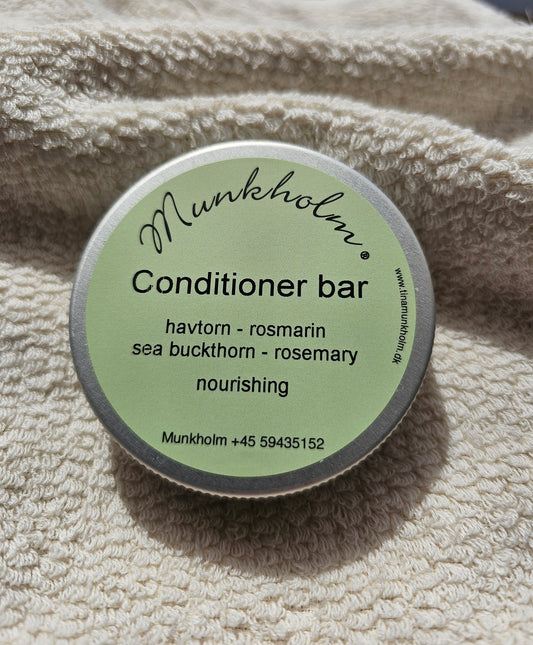 Munkholm®
Conditioner bar
havtorn - rosmarin
sea buckthorn - rosemary
nourishing
Munkholm +45 59435152
www.tinamunkholm.dk